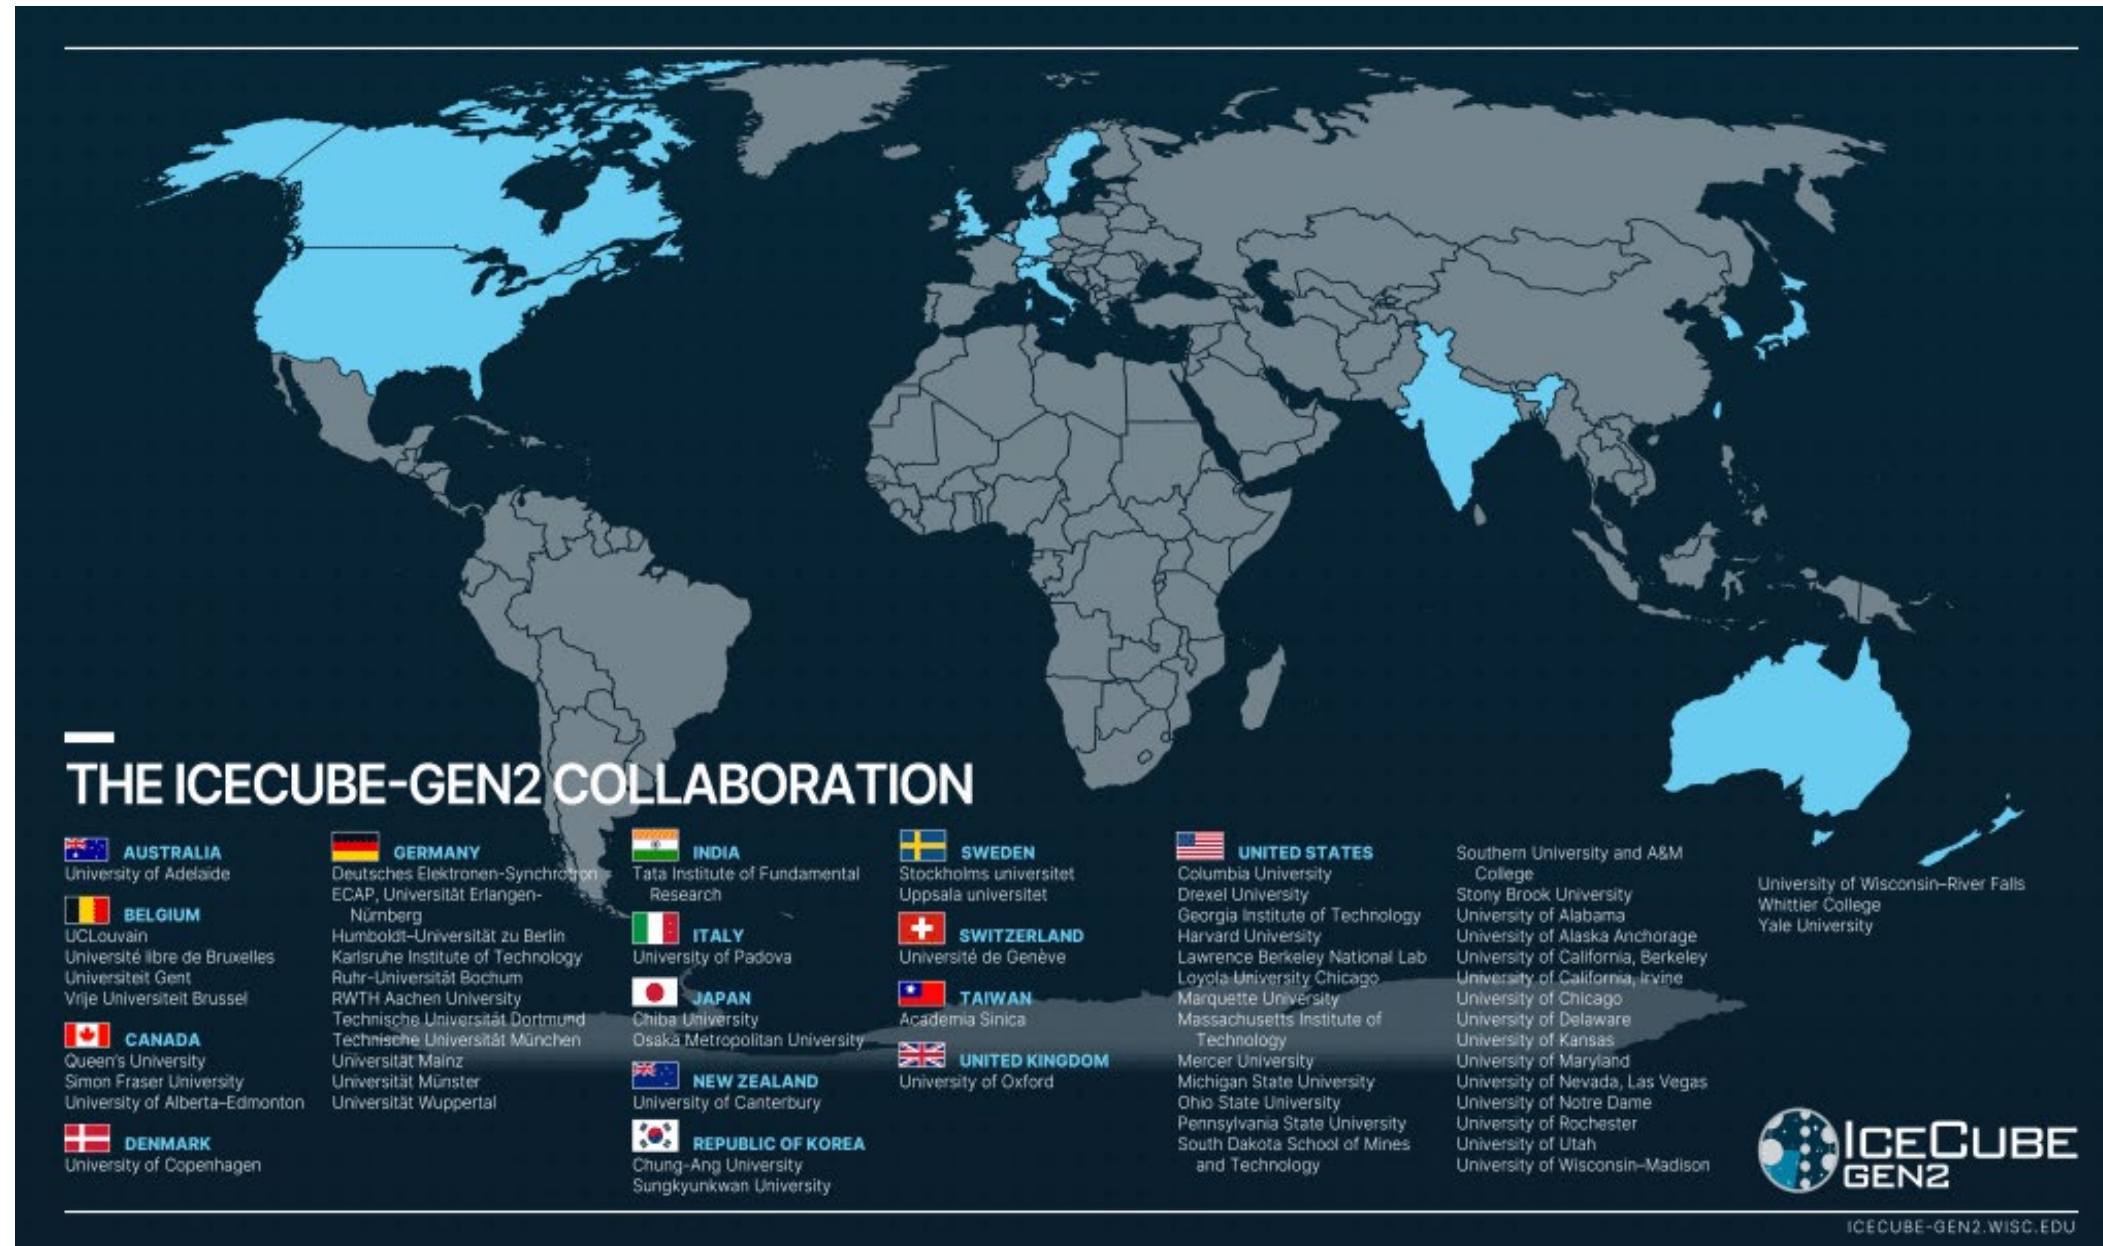 THE ICECUBE-GEN2 COLLABORATION
AUSTRALIA
University of Adelaide
BELGIUM
UCLouvain
Université libre de Bruxelles
Universiteit Gent
Vrije Universiteit Brussel
CANADA
Queen's University
Simon Fraser University
University of Alberta–Edmonton
DENMARK
University of Copenhagen
GERMANY
Deutsches Elektronen-Synchrotron
ECAP, Universität Erlangen-
Nürnberg
Humboldt–Universität zu Berlin
Karlsruhe Institute of Technology
Ruhr-Universität Bochum
RWTH Aachen University
Technische Universität Dortmund
Technische Universität München
Universität Mainz
Universität Münster
Universität Wuppertal
INDIA
Tata Institute of Fundamental
Research
ITALY
University of Padova
JAPAN
Chiba University
Osaka Metropolitan University
NEW ZEALAND
University of Canterbury
REPUBLIC OF KOREA
Chung-Ang University
Sungkyunkwan University
SWEDEN
Stockholms universitet
Uppsala universitet
SWITZERLAND
Université de Genève
TAIWAN
Academia Sinica
UNITED KINGDOM
University of Oxford
UNITED STATES
Columbia University
Drexel University
Georgia Institute of Technology
Harvard University
Lawrence Berkeley National Lab
Loyola University Chicago
Marquette University
Massachusetts Institute of
Technology
Mercer University
Michigan State University
Ohio State University
Pennsylvania State University
South Dakota School of Mines
and Technology
Southern University and A&M
College
Stony Brook University
University of Alabama
University of Alaska Anchorage
University of California, Berkeley
University of California, Irvine
University of Chicago
University of Delaware
University of Kansas
University of Maryland
University of Nevada, Las Vegas
University of Notre Dame
University of Rochester
University of Utah
University of Wisconsin–Madison
University of Wisconsin–River Falls
Whittier College
Yale University
ICECUBE
GEN2
ICECUBE-GEN2.WISC.EDU